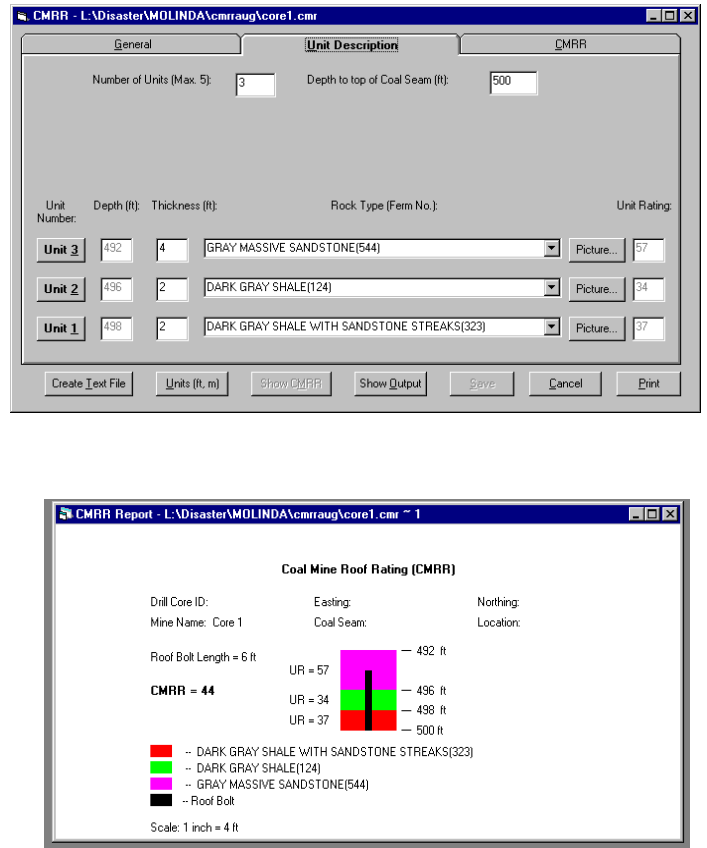 CMRR - L:\Disaster\MOLINDA\cmrraug\core1.cmr
General Unit Description CMRR
Number of Units (Max. 5): 3 Depth to top of Coal Seam (ft): 500
Unit Number: Depth (ft): Thickness (ft): Rock Type (Ferm No.): Unit Rating:
Unit 3 492 4 GRAY MASSIVE SANDSTONE(544) Picture... 57
Unit 2 496 2 DARK GRAY SHALE(124) Picture... 34
Unit 1 498 2 DARK GRAY SHALE WITH SANDSTONE STREAKS(323) Picture... 37
Create Text File Units (ft, m) Show CMRR Show Output Save Cancel Print
CMRR Report - L:\Disaster\MOLINDA\cmrraug\core1.cmr ~ 1
Coal Mine Roof Rating (CMRR)
Drill Core ID: Easting: Northing:
Mine Name: Core 1 Coal Seam: Location:
Roof Bolt Length = 6 ft
CMRR = 44
492 ft
UR = 57
496 ft
UR = 34
498 ft
UR = 37
500 ft
-- DARK GRAY SHALE WITH SANDSTONE STREAKS(323)
-- DARK GRAY SHALE(124)
-- GRAY MASSIVE SANDSTONE(544)
-- Roof Bolt
Scale: 1 inch = 4 ft